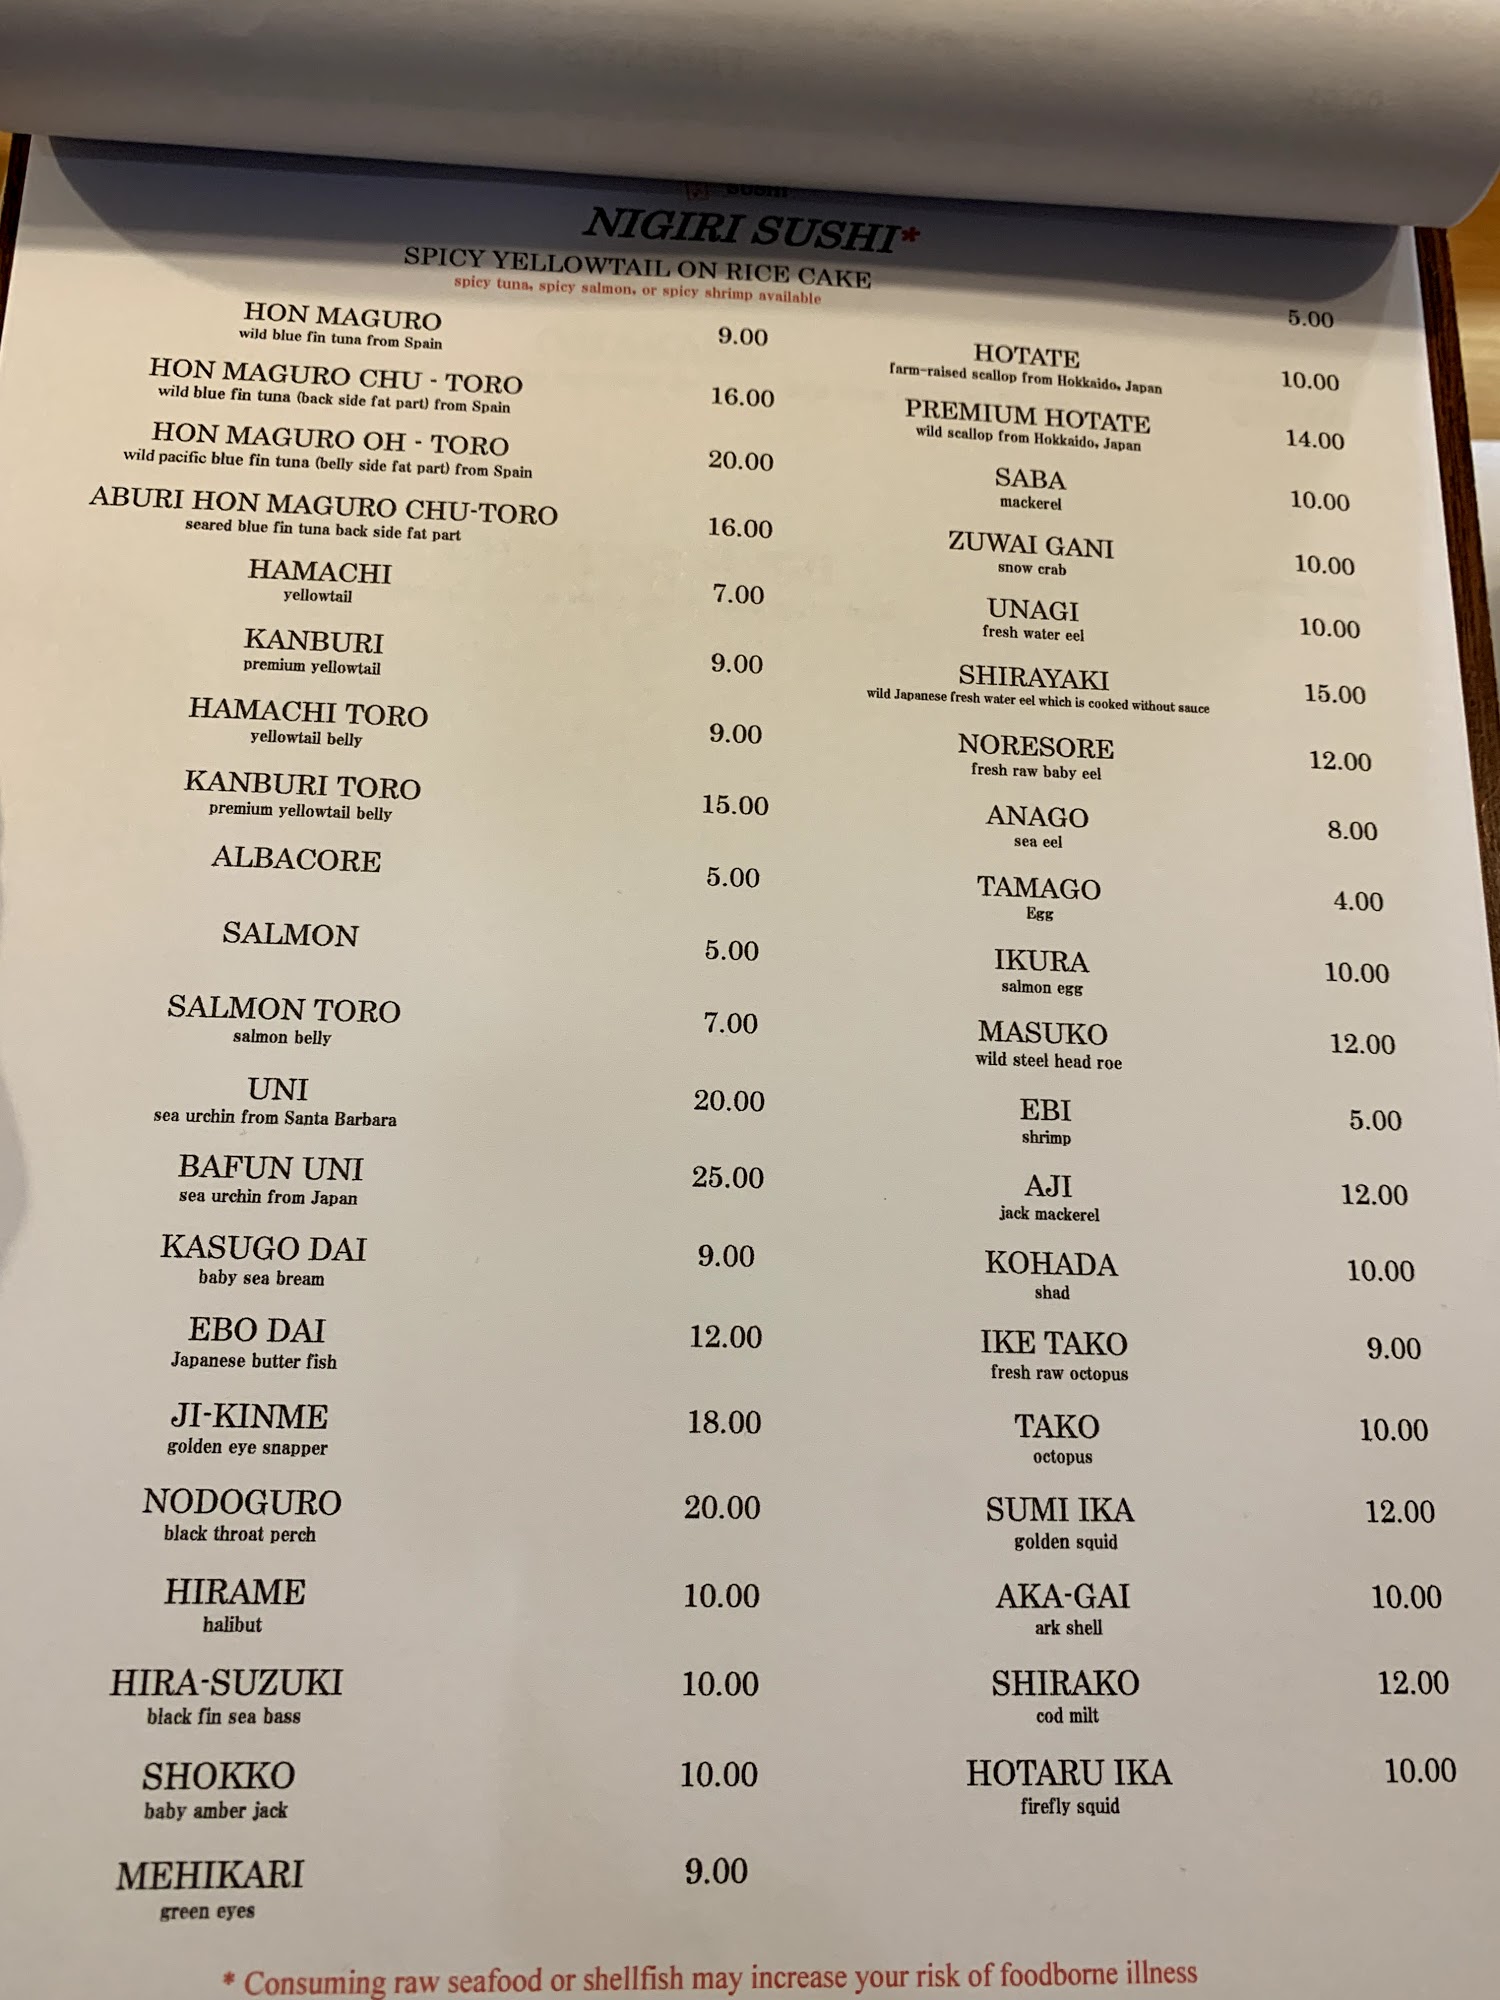 SUSHI
NIGIRI SUSHI*
SPICY YELLOWTAIL ON RICE CAKE 5.00
spicy tuna, spicy salmon, or spicy shrimp available
HON MAGURO 9.00
wild blue fin tuna from Spain
HON MAGURO CHU - TORO 16.00
wild blue fin tuna (back side fat part) from Spain
HON MAGURO OH - TORO 20.00
wild pacific blue fin tuna (belly side fat part) from Spain
ABURI HON MAGURO CHU-TORO 16.00
seared blue fin tuna back side fat part
HAMACHI 7.00
yellowtail
KANBURI 9.00
premium yellowtail
HAMACHI TORO 9.00
yellowtail belly
KANBURI TORO 15.00
premium yellowtail belly
ALBACORE 5.00
SALMON 5.00
SALMON TORO 7.00
salmon belly
UNI 20.00
sea urchin from Santa Barbara
BAFUN UNI 25.00
sea urchin from Japan
KASUGO DAI 9.00
baby sea bream
EBO DAI 12.00
Japanese butter fish
JI-KINME 18.00
golden eye snapper
NODOGURO 20.00
black throat perch
HIRAME 10.00
halibut
HIRA-SUZUKI 10.00
black fin sea bass
SHOKKO 10.00
baby amber jack
MEHIKARI 9.00
green eyes
HOTATE 10.00
farm-raised scallop from Hokkaido, Japan
PREMIUM HOTATE 14.00
wild scallop from Hokkaido, Japan
SABA 10.00
mackerel
ZUWAI GANI 10.00
snow crab
UNAGI 10.00
fresh water eel
SHIRAYAKI 15.00
wild Japanese fresh water eel which is cooked without sauce
NORESORE 12.00
fresh raw baby eel
ANAGO 8.00
sea eel
TAMAGO 4.00
Egg
IKURA 10.00
salmon egg
MASUKO 12.00
wild steel head roe
EBI 5.00
shrimp
AJI 12.00
jack mackerel
KOHADA 10.00
shad
IKE TAKO 9.00
fresh raw octopus
TAKO 10.00
octopus
SUMI IKA 12.00
golden squid
AKA-GAI 10.00
ark shell
SHIRAKO 12.00
cod milt
HOTARU IKA 10.00
firefly squid
* Consuming raw seafood or shellfish may increase your risk of foodborne illness